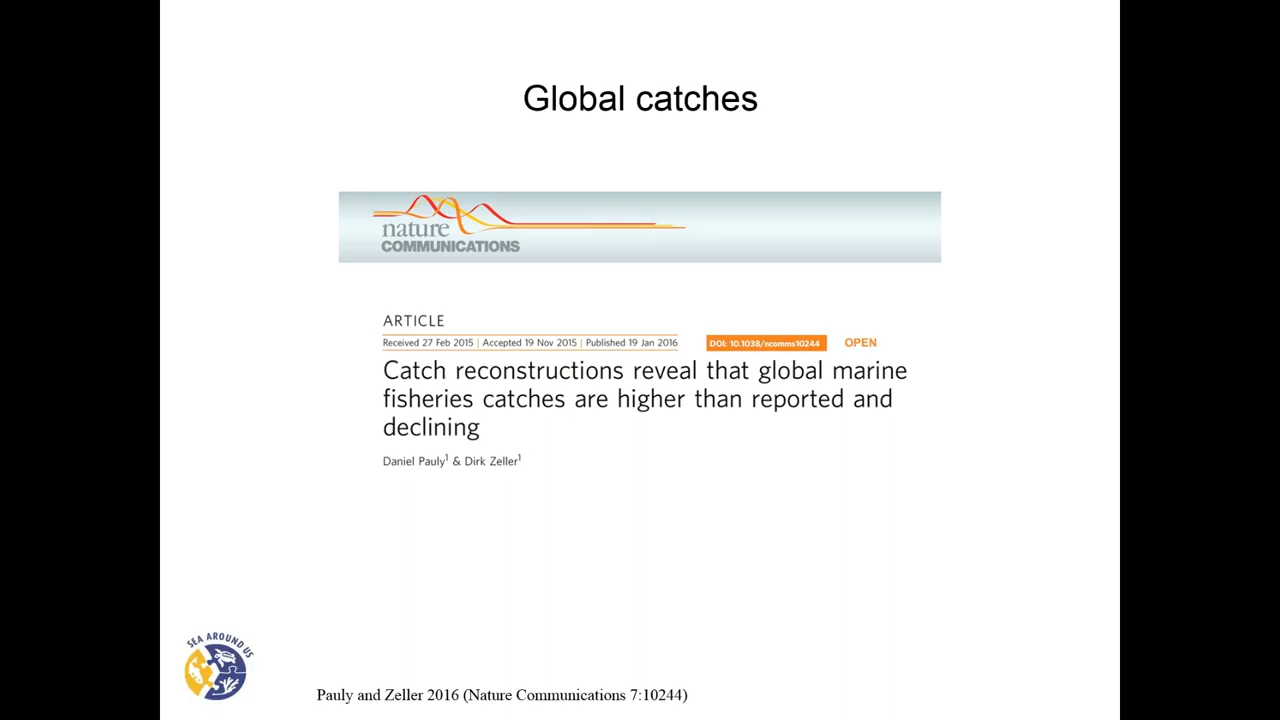 Global catches
nature
COMMUNICATIONS
ARTICLE
Received 27 Feb 2015 | Accepted 19 Nov 2015 | Published 19 Jan 2016
DOI: 10.1038/ncomms10244
OPEN
Catch reconstructions reveal that global marine
fisheries catches are higher than reported and
declining
Daniel Pauly1 & Dirk Zeller1
SEA AROUND US
Pauly and Zeller 2016 (Nature Communications 7:10244)